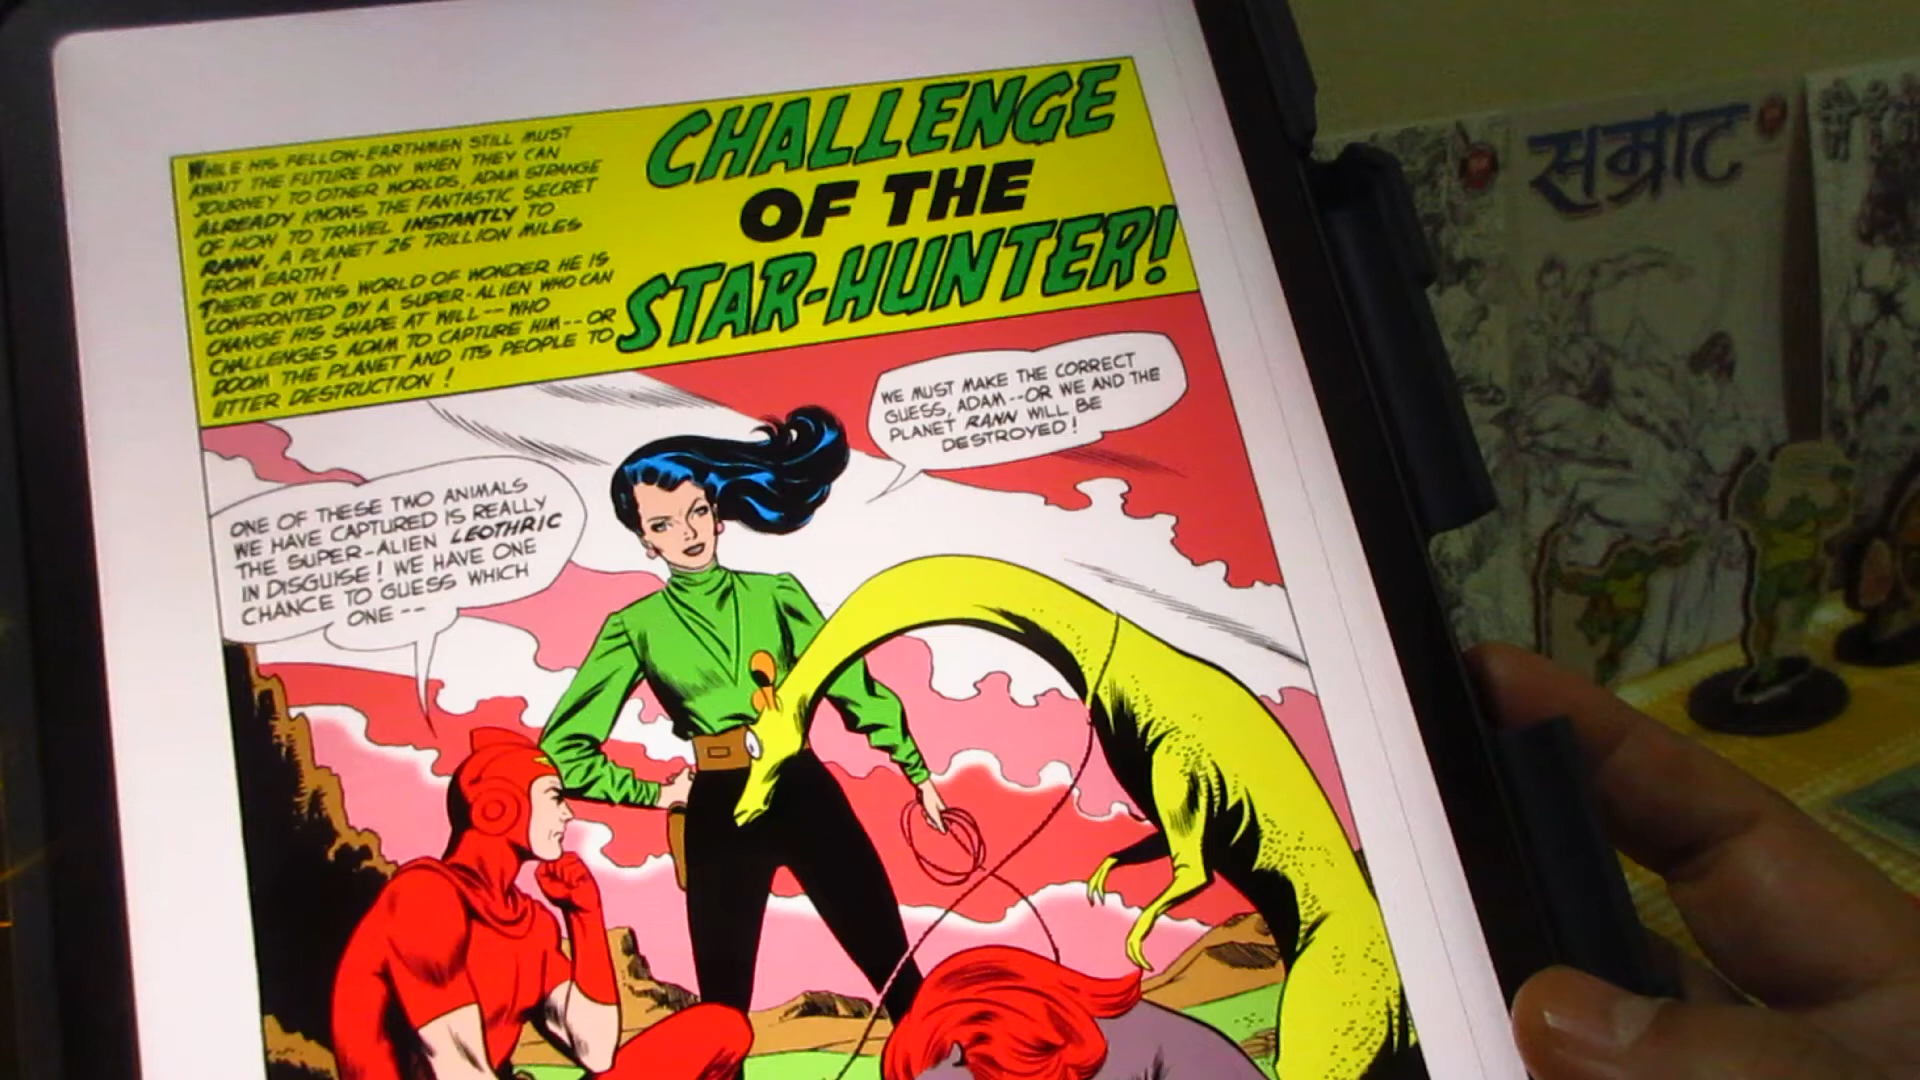 WHILE HIS FELLOW-EARTHMEN STILL MUST
AWAIT THE FUTURE DAY WHEN THEY CAN
JOURNEY TO OTHER WORLDS, ADAM STRANGE
ALREADY KNOWS THE FANTASTIC SECRET
OF HOW TO TRAVEL INSTANTLY TO
RANN, A PLANET 25 TRILLION MILES
FROM EARTH!
THERE ON THIS WORLD OF WONDER HE IS
CONFRONTED BY A SUPER-ALIEN WHO CAN
CHANGE HIS SHAPE AT WILL -- WHO
CHALLENGES ADAM TO CAPTURE HIM -- OR
DOOM THE PLANET AND ITS PEOPLE TO
UTTER DESTRUCTION!
CHALLENGE
OF THE
STAR-HUNTER!
ONE OF THESE TWO ANIMALS
WE HAVE CAPTURED IS REALLY
THE SUPER-ALIEN LEOTHRIC
IN DISGUISE! WE HAVE ONE
CHANCE TO GUESS WHICH
ONE --
WE MUST MAKE THE CORRECT
GUESS, ADAM -- OR WE AND THE
PLANET RANN WILL BE
DESTROYED!
सम्राट